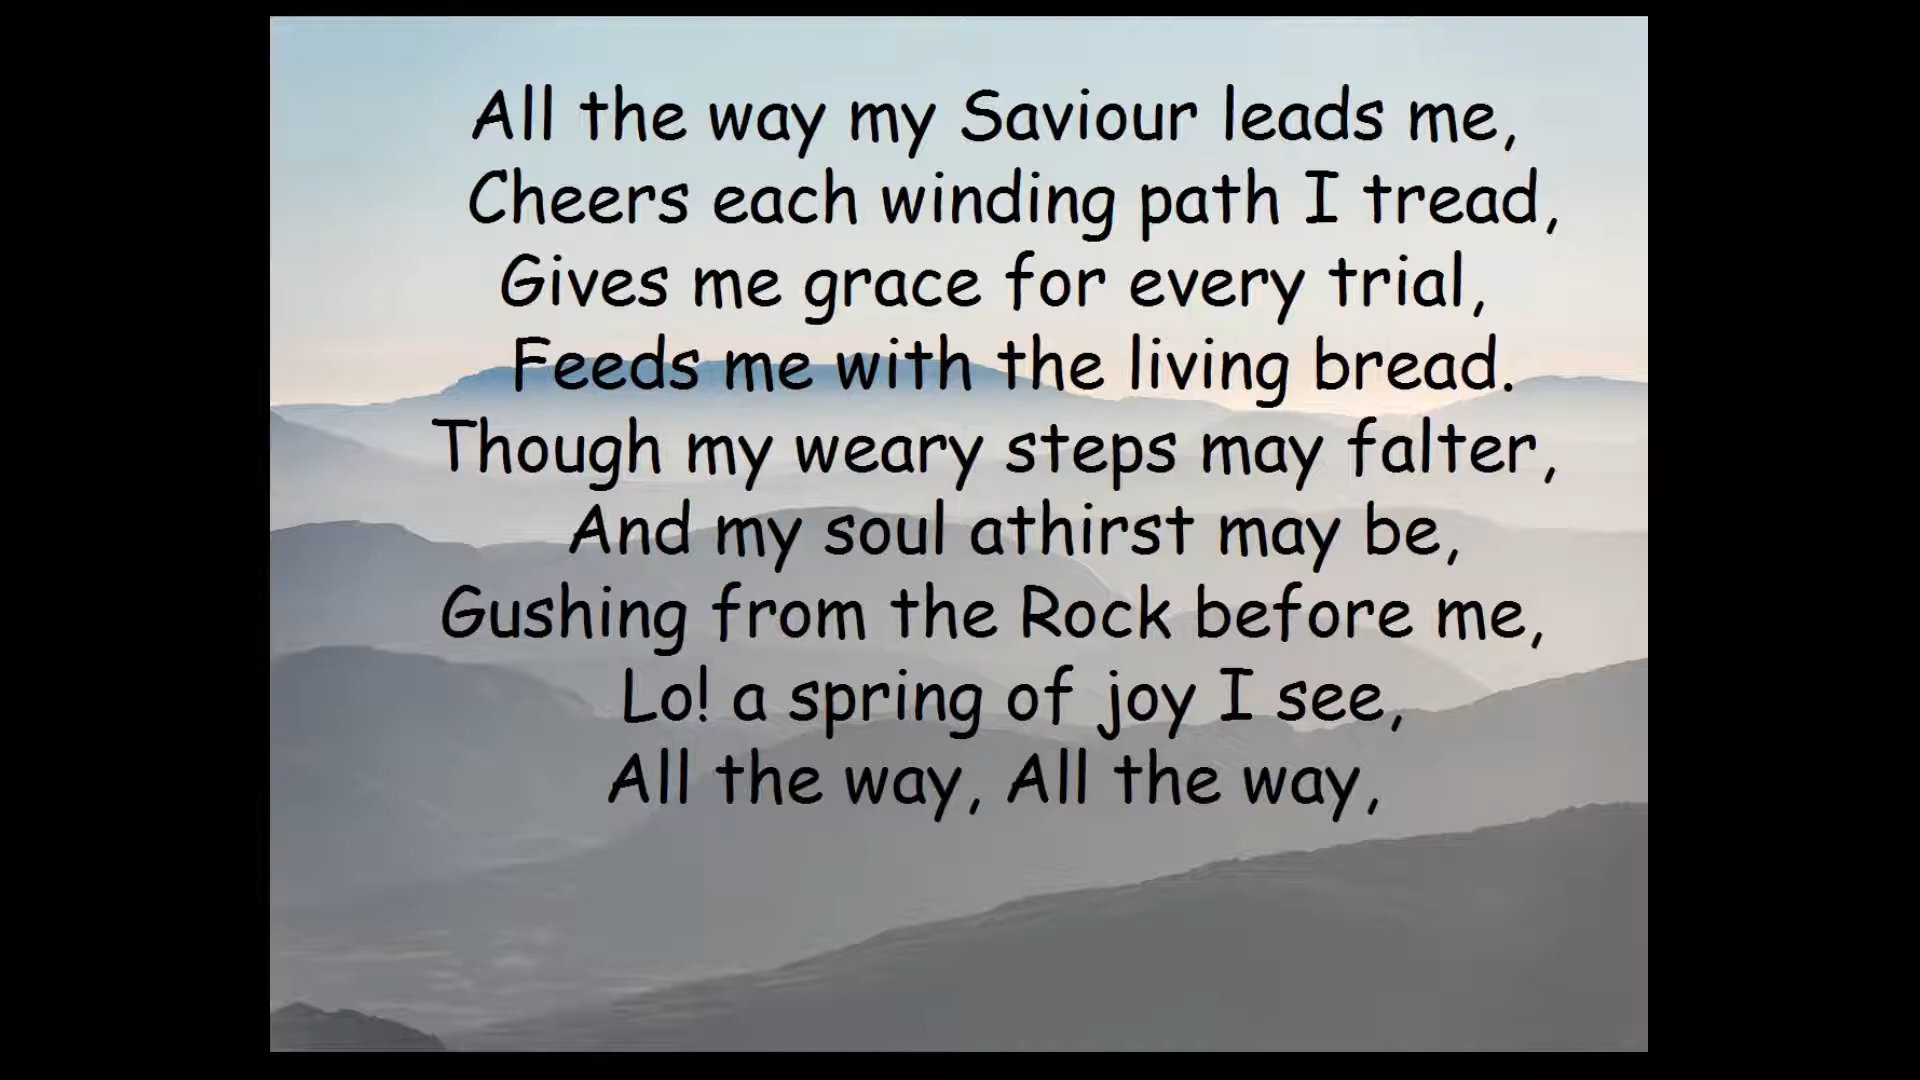 All the way my Saviour leads me,
Cheers each winding path I tread,
Gives me grace for every trial,
Feeds me with the living bread.
Though my weary steps may falter,
And my soul athirst may be,
Gushing from the Rock before me,
Lo! a spring of joy I see,
All the way, All the way,